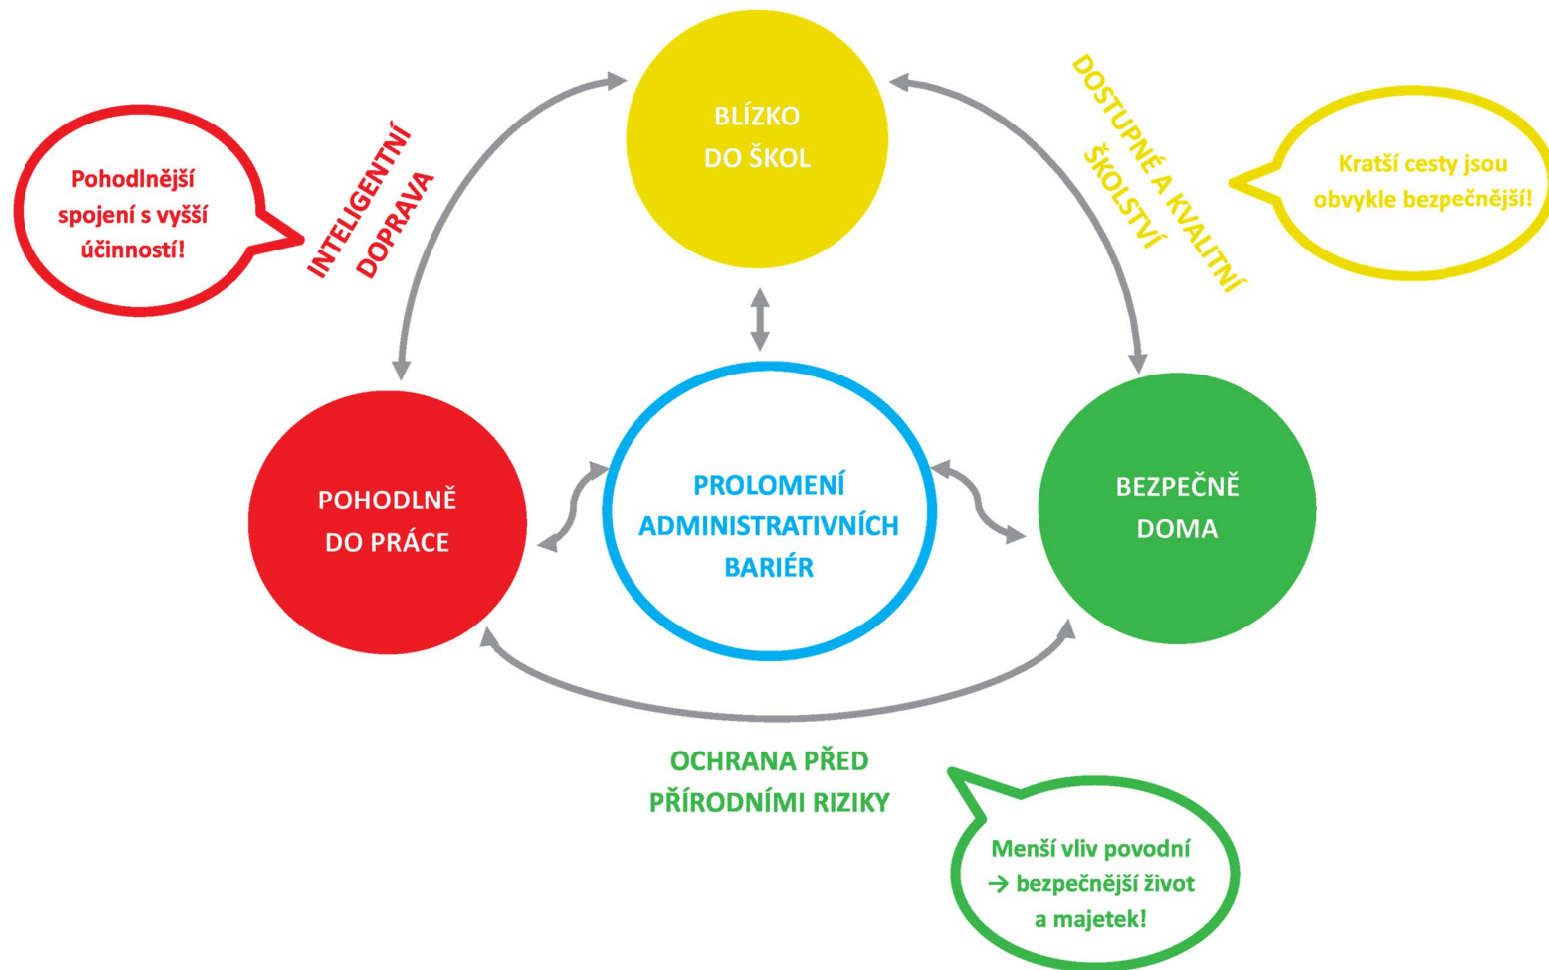 BLÍZKO
DO ŠKOL
DOSTUPNÉ A KVALITNÍ
ŠKOLSTVÍ
Kratší cesty jsou
obvykle bezpečnější!
Pohodlnější
spojení s vyšší
účinností!
INTELIGENTNÍ
DOPRAVA
POHODLNĚ
DO PRÁCE
PROLOMENÍ
ADMINISTRATIVNÍCH
BARIÉR
BEZPEČNĚ
DOMA
OCHRANA PŘED
PŘÍRODNÍMI RIZIKY
Menší vliv povodní
→ bezpečnější život
a majetek!